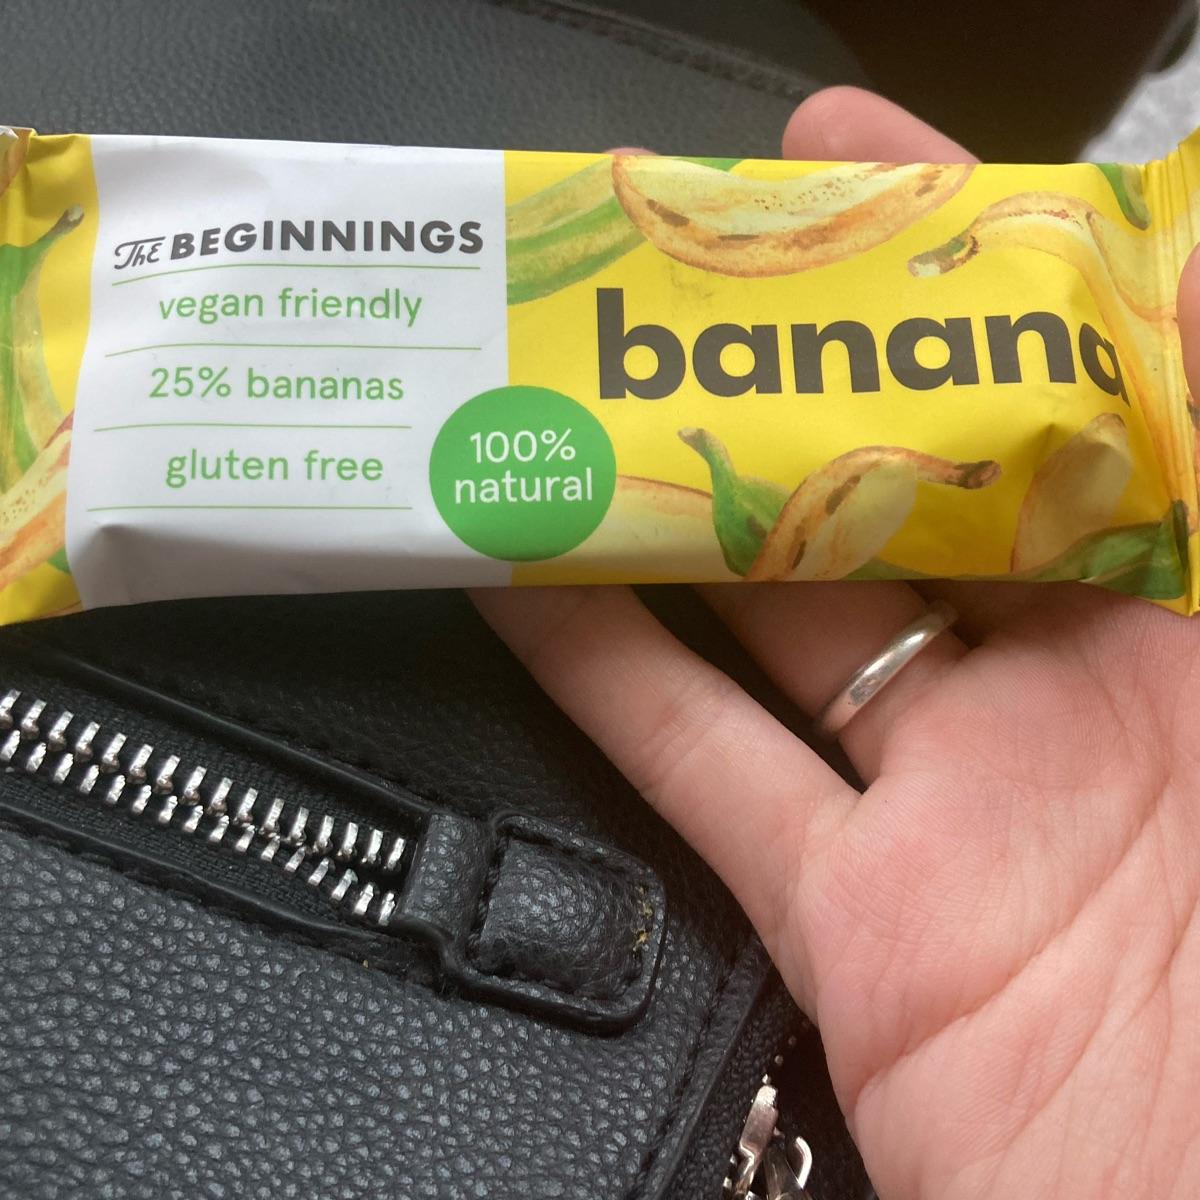 The BEGINNINGS
vegan friendly
25% bananas
gluten free
100%
natural
banana